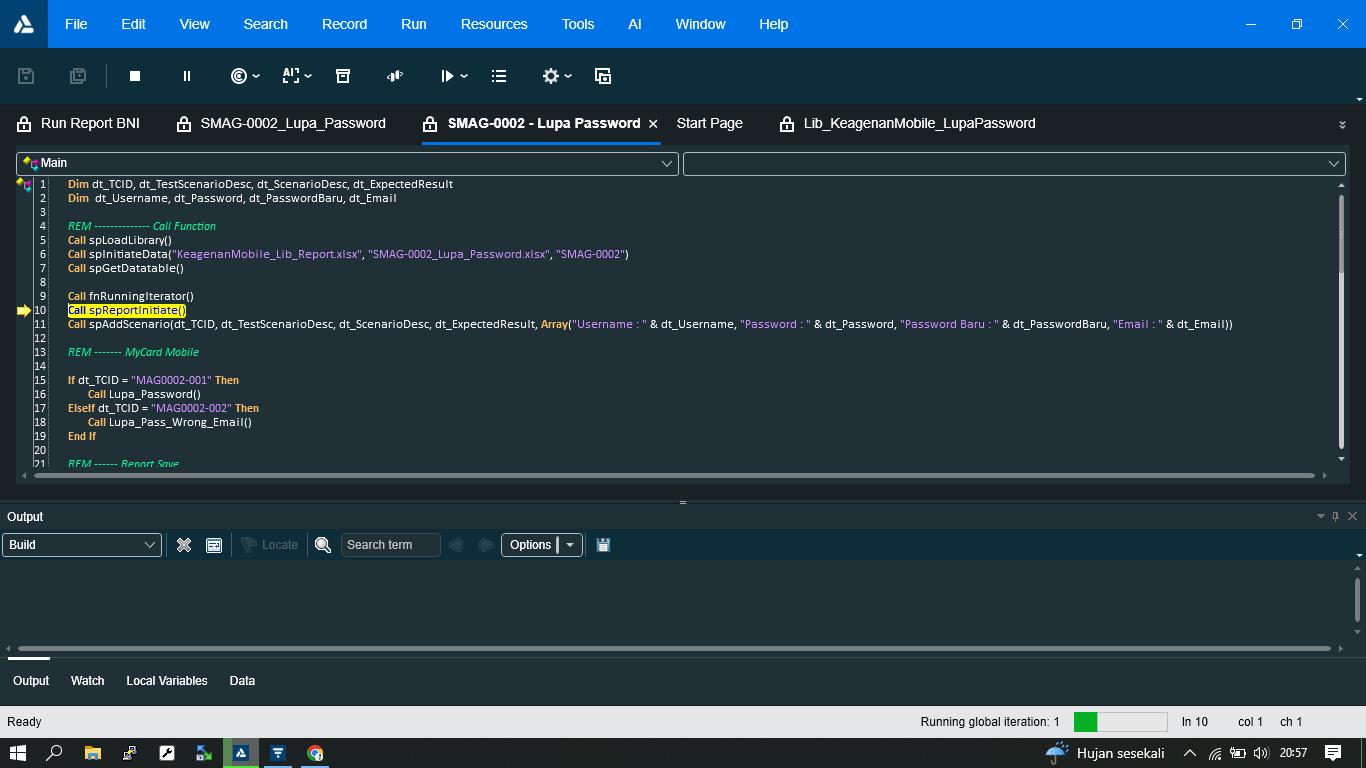 File Edit View Search Record Run Resources Tools AI Window Help
Run Report BNI SMAG-0002_Lupa_Password SMAG-0002 - Lupa Password Start Page Lib_KeagenanMobile_LupaPassword
Main
1 Dim dt_TCID, dt_TestScenarioDesc, dt_ScenarioDesc, dt_ExpectedResult
2 Dim dt_Username, dt_Password, dt_PasswordBaru, dt_Email
3
4 REM -------------- Call Function
5 Call spLoadLibrary()
6 Call spInitiateData("KeagenanMobile_Lib_Report.xlsx", "SMAG-0002_Lupa_Password.xlsx", "SMAG-0002")
7 Call spGetDatatable()
8
9 Call fnRunningIterator()
10 Call spReportInitiate()
11 Call spAddScenario(dt_TCID, dt_TestScenarioDesc, dt_ScenarioDesc, dt_ExpectedResult, Array("Username : " & dt_Username, "Password : " & dt_Password, "Password Baru : " & dt_PasswordBaru, "Email : " & dt_Email))
12
13 REM ------- MyCard Mobile
14
15 If dt_TCID = "MAG0002-001" Then
16 Call Lupa_Password()
17 ElseIf dt_TCID = "MAG0002-002" Then
18 Call Lupa_Pass_Wrong_Email()
19 End If
20
21 REM ------ Report Save
Output
Build Locate Search term Options
Output Watch Local Variables Data
Ready Running global iteration: 1 ln 10 col 1 ch 1
Hujan sesekali 20:57